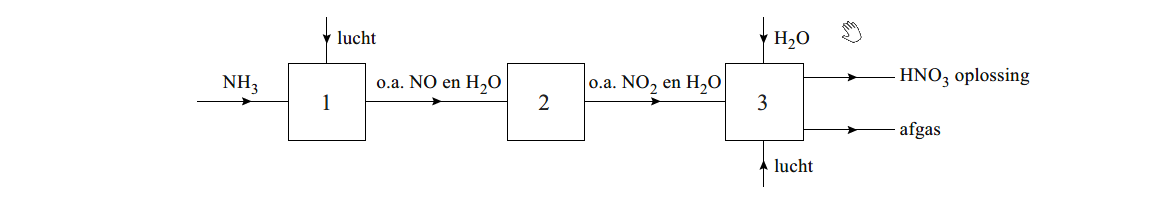 lucht
H₂O
NH₃
o.a. NO en H₂O
o.a. NO₂ en H₂O
HNO₃ oplossing
1
2
3
afgas
lucht